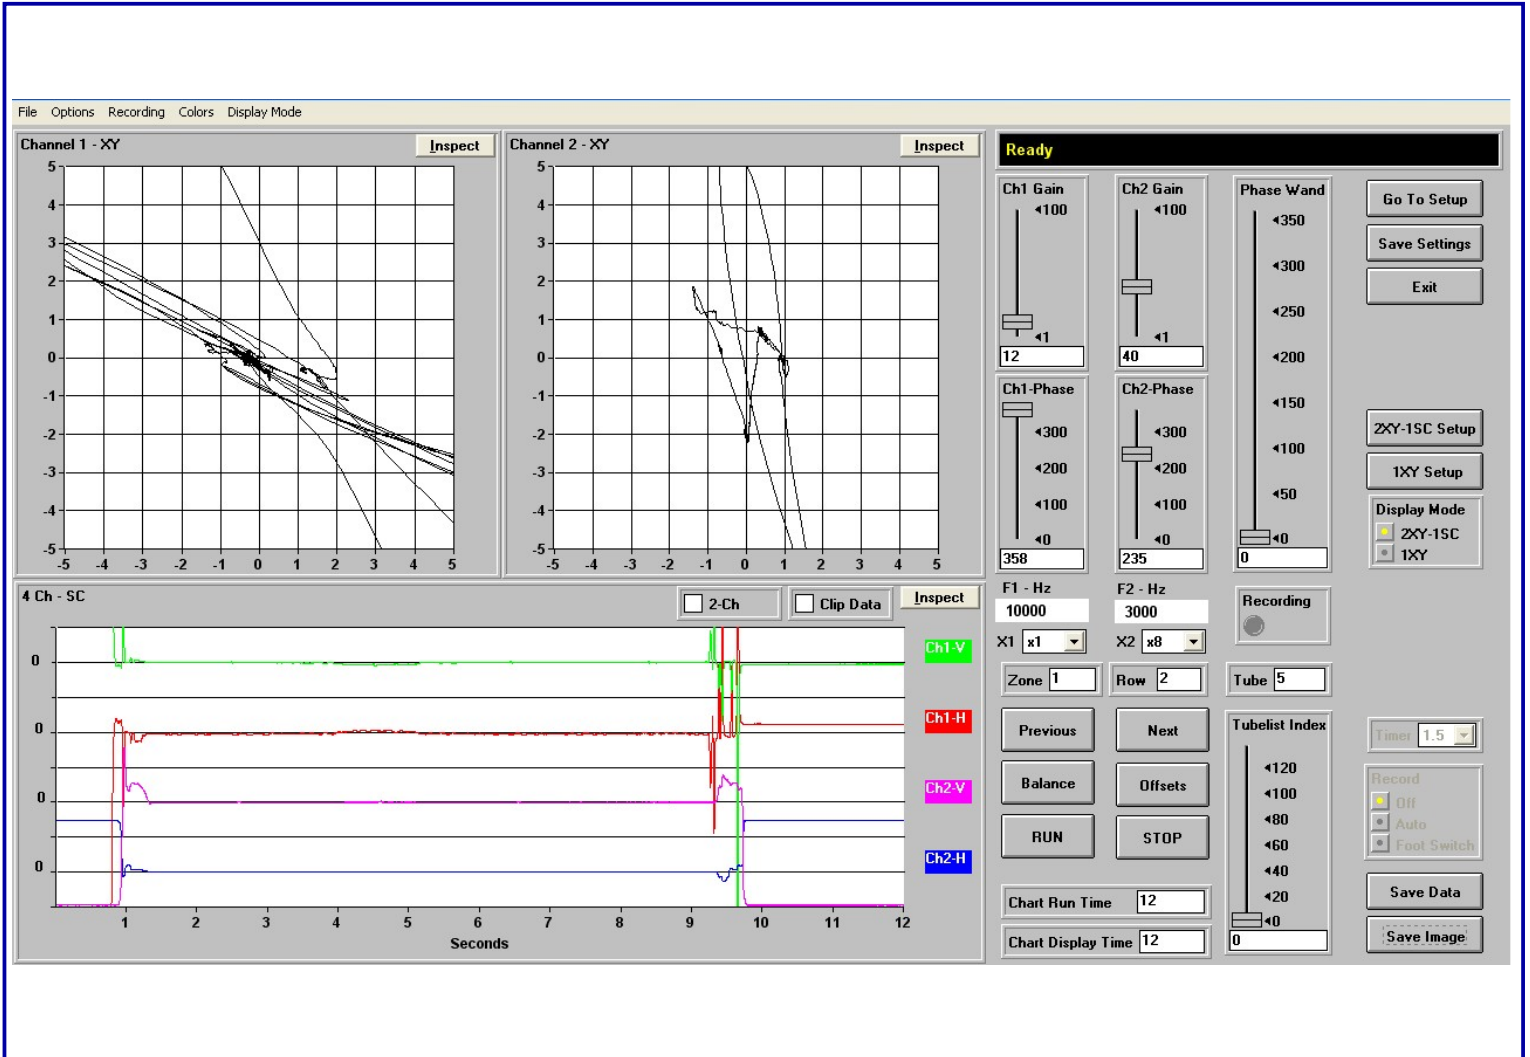 File Options Recording Colors Display Mode
Channel 1 - XY Inspect
5
4
3
2
1
0
-1
-2
-3
-4
-5
-5 -4 -3 -2 -1 0 1 2 3 4 5
Channel 2 - XY Inspect
5
4
3
2
1
0
-1
-2
-3
-4
-5
-5 -4 -3 -2 -1 0 1 2 3 4 5
4 Ch - SC 2-Ch Clip Data Inspect
0 Ch1-V
0 Ch1-H
0 Ch2-V
0 Ch2-H
1 2 3 4 5 6 7 8 9 10 11 12
Seconds
Ready
Ch1 Gain
100
1
12
Ch2 Gain
100
1
40
Phase Wand
350
300
250
200
150
100
50
0
0
Ch1-Phase
300
200
100
0
358
Ch2-Phase
300
200
100
0
235
Go To Setup
Save Settings
Exit
2XY-1SC Setup
1XY Setup
Display Mode
2XY-1SC
1XY
F1 - Hz
10000
F2 - Hz
3000
Recording
X1 x1 X2 x8
Zone 1 Row 2 Tube 5
Previous Next
Balance Offsets
RUN STOP
Chart Run Time 12
Chart Display Time 12
Tubelist Index
120
100
80
60
40
20
0
0
Timer 1.5
Record
Off
Auto
Foot Switch
Save Data
Save Image